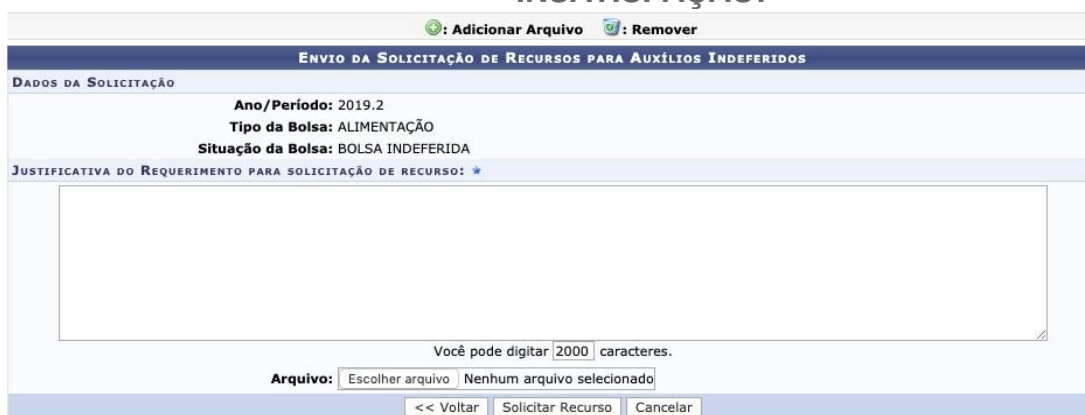 : Adicionar Arquivo : Remover
ENVIO DA SOLICITAÇÃO DE RECURSOS PARA AUXÍLIOS INDEFERIDOS
DADOS DA SOLICITAÇÃO
Ano/Período: 2019.2
Tipo da Bolsa: ALIMENTAÇÃO
Situação da Bolsa: BOLSA INDEFERIDA
JUSTIFICATIVA DO REQUERIMENTO PARA SOLICITAÇÃO DE RECURSO:
Você pode digitar 2000 caracteres.
Arquivo: Escolher arquivo Nenhum arquivo selecionado
<< Voltar Solicitar Recurso Cancelar